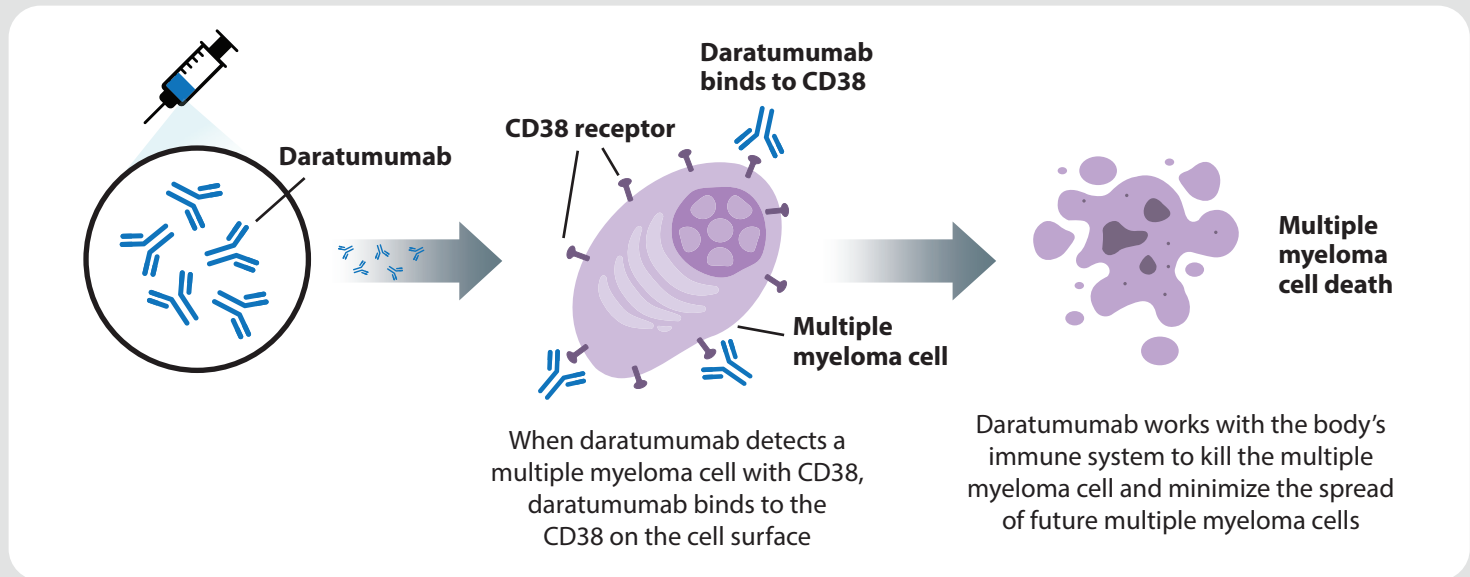 Daratumumab
CD38 receptor
Daratumumab
binds to CD38
Multiple
myeloma cell
When daratumumab detects a
multiple myeloma cell with CD38,
daratumumab binds to the
CD38 on the cell surface
Multiple
myeloma
cell death
Daratumumab works with the body’s
immune system to kill the multiple
myeloma cell and minimize the spread
of future multiple myeloma cells